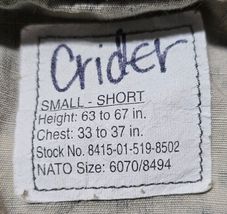 Crider
SMALL - SHORT
Height: 63 to 67 in.
Chest: 33 to 37 in.
Stock No. 8415-01-519-8502
NATO Size: 6070/8494